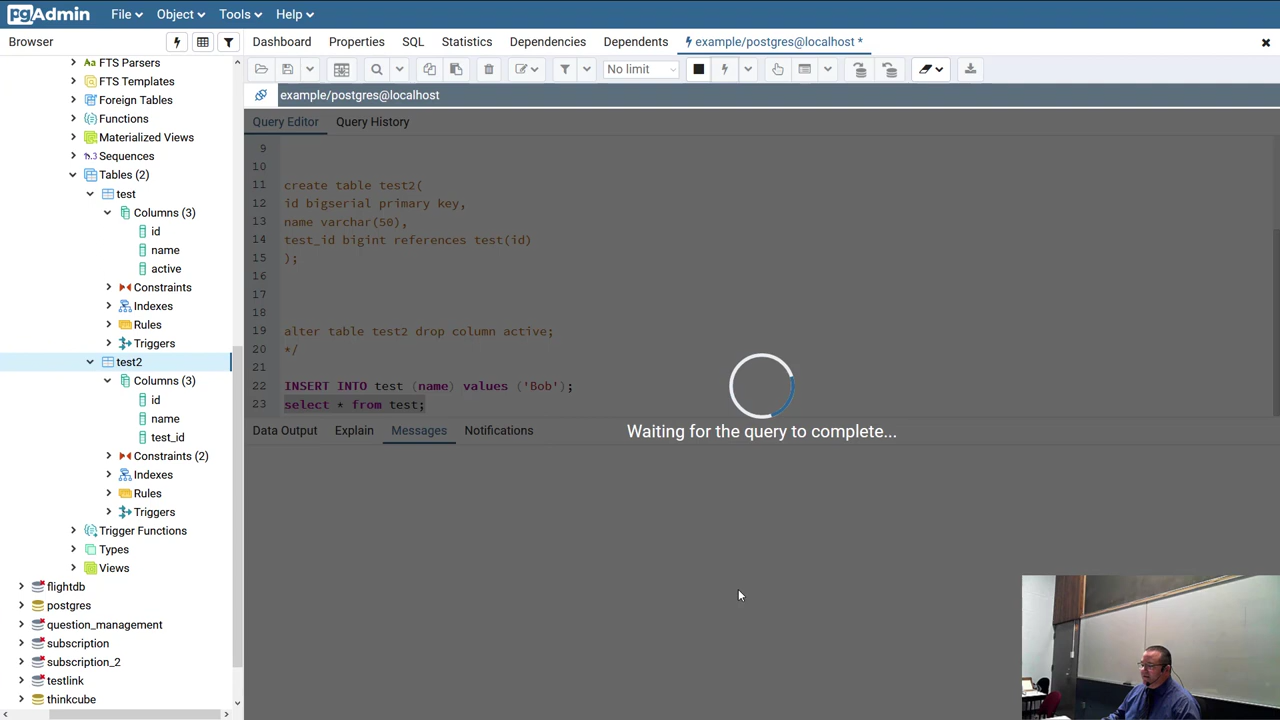 pgAdmin File Object Tools Help
Browser
Dashboard Properties SQL Statistics Dependencies Dependents example/postgres@localhost *
No limit
example/postgres@localhost
Query Editor Query History
FTS Parsers
FTS Templates
Foreign Tables
Functions
Materialized Views
Sequences
Tables (2)
test
Columns (3)
id
name
active
Constraints
Indexes
Rules
Triggers
test2
Columns (3)
id
name
test_id
Constraints (2)
Indexes
Rules
Triggers
Trigger Functions
Types
Views
flightdb
postgres
question_management
subscription
subscription_2
testlink
thinkcube
9
10
11 create table test2(
12 id bigserial primary key,
13 name varchar(50),
14 test_id bigint references test(id)
15 );
16
17
18
19 alter table test2 drop column active;
20 */
21
22 INSERT INTO test (name) values ('Bob');
23 select * from test;
Data Output Explain Messages Notifications
Waiting for the query to complete...